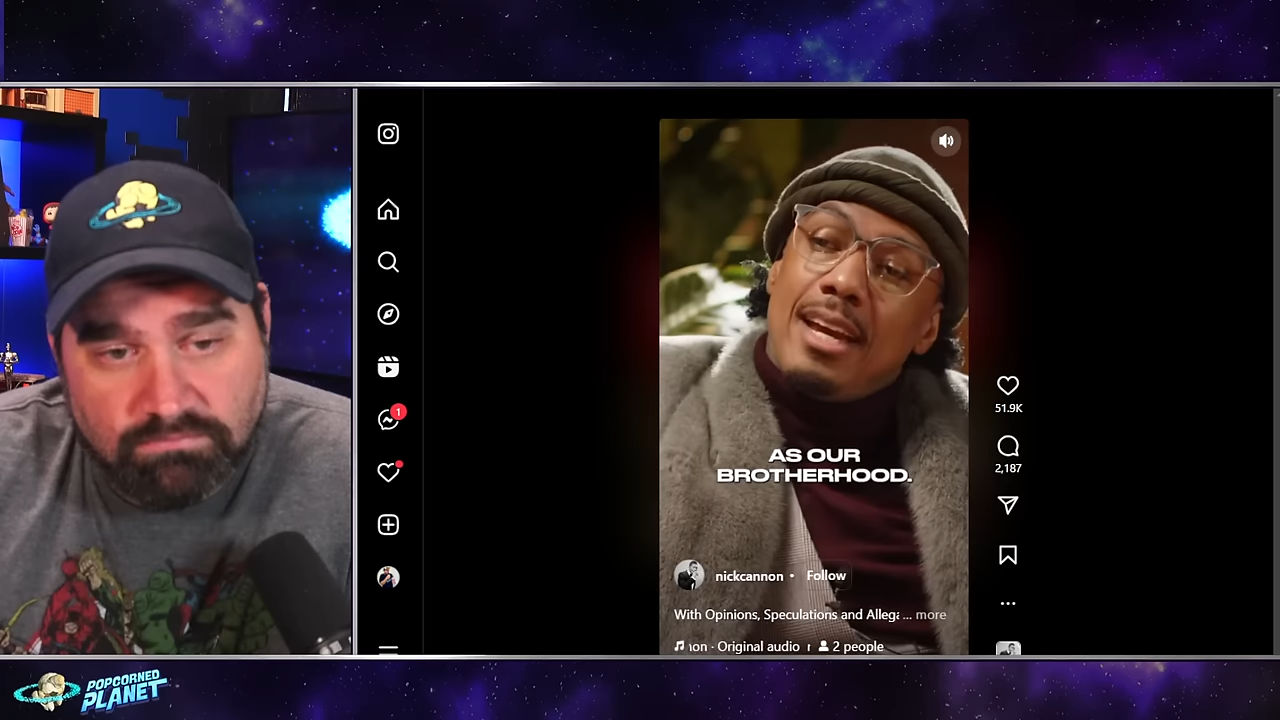 1
AS OUR
BROTHERHOOD.
51.9K
2,187
nickcannon • Follow
With Opinions, Speculations and Allega ... more
non · Original audio
2 people
POPCORNED
PLANET